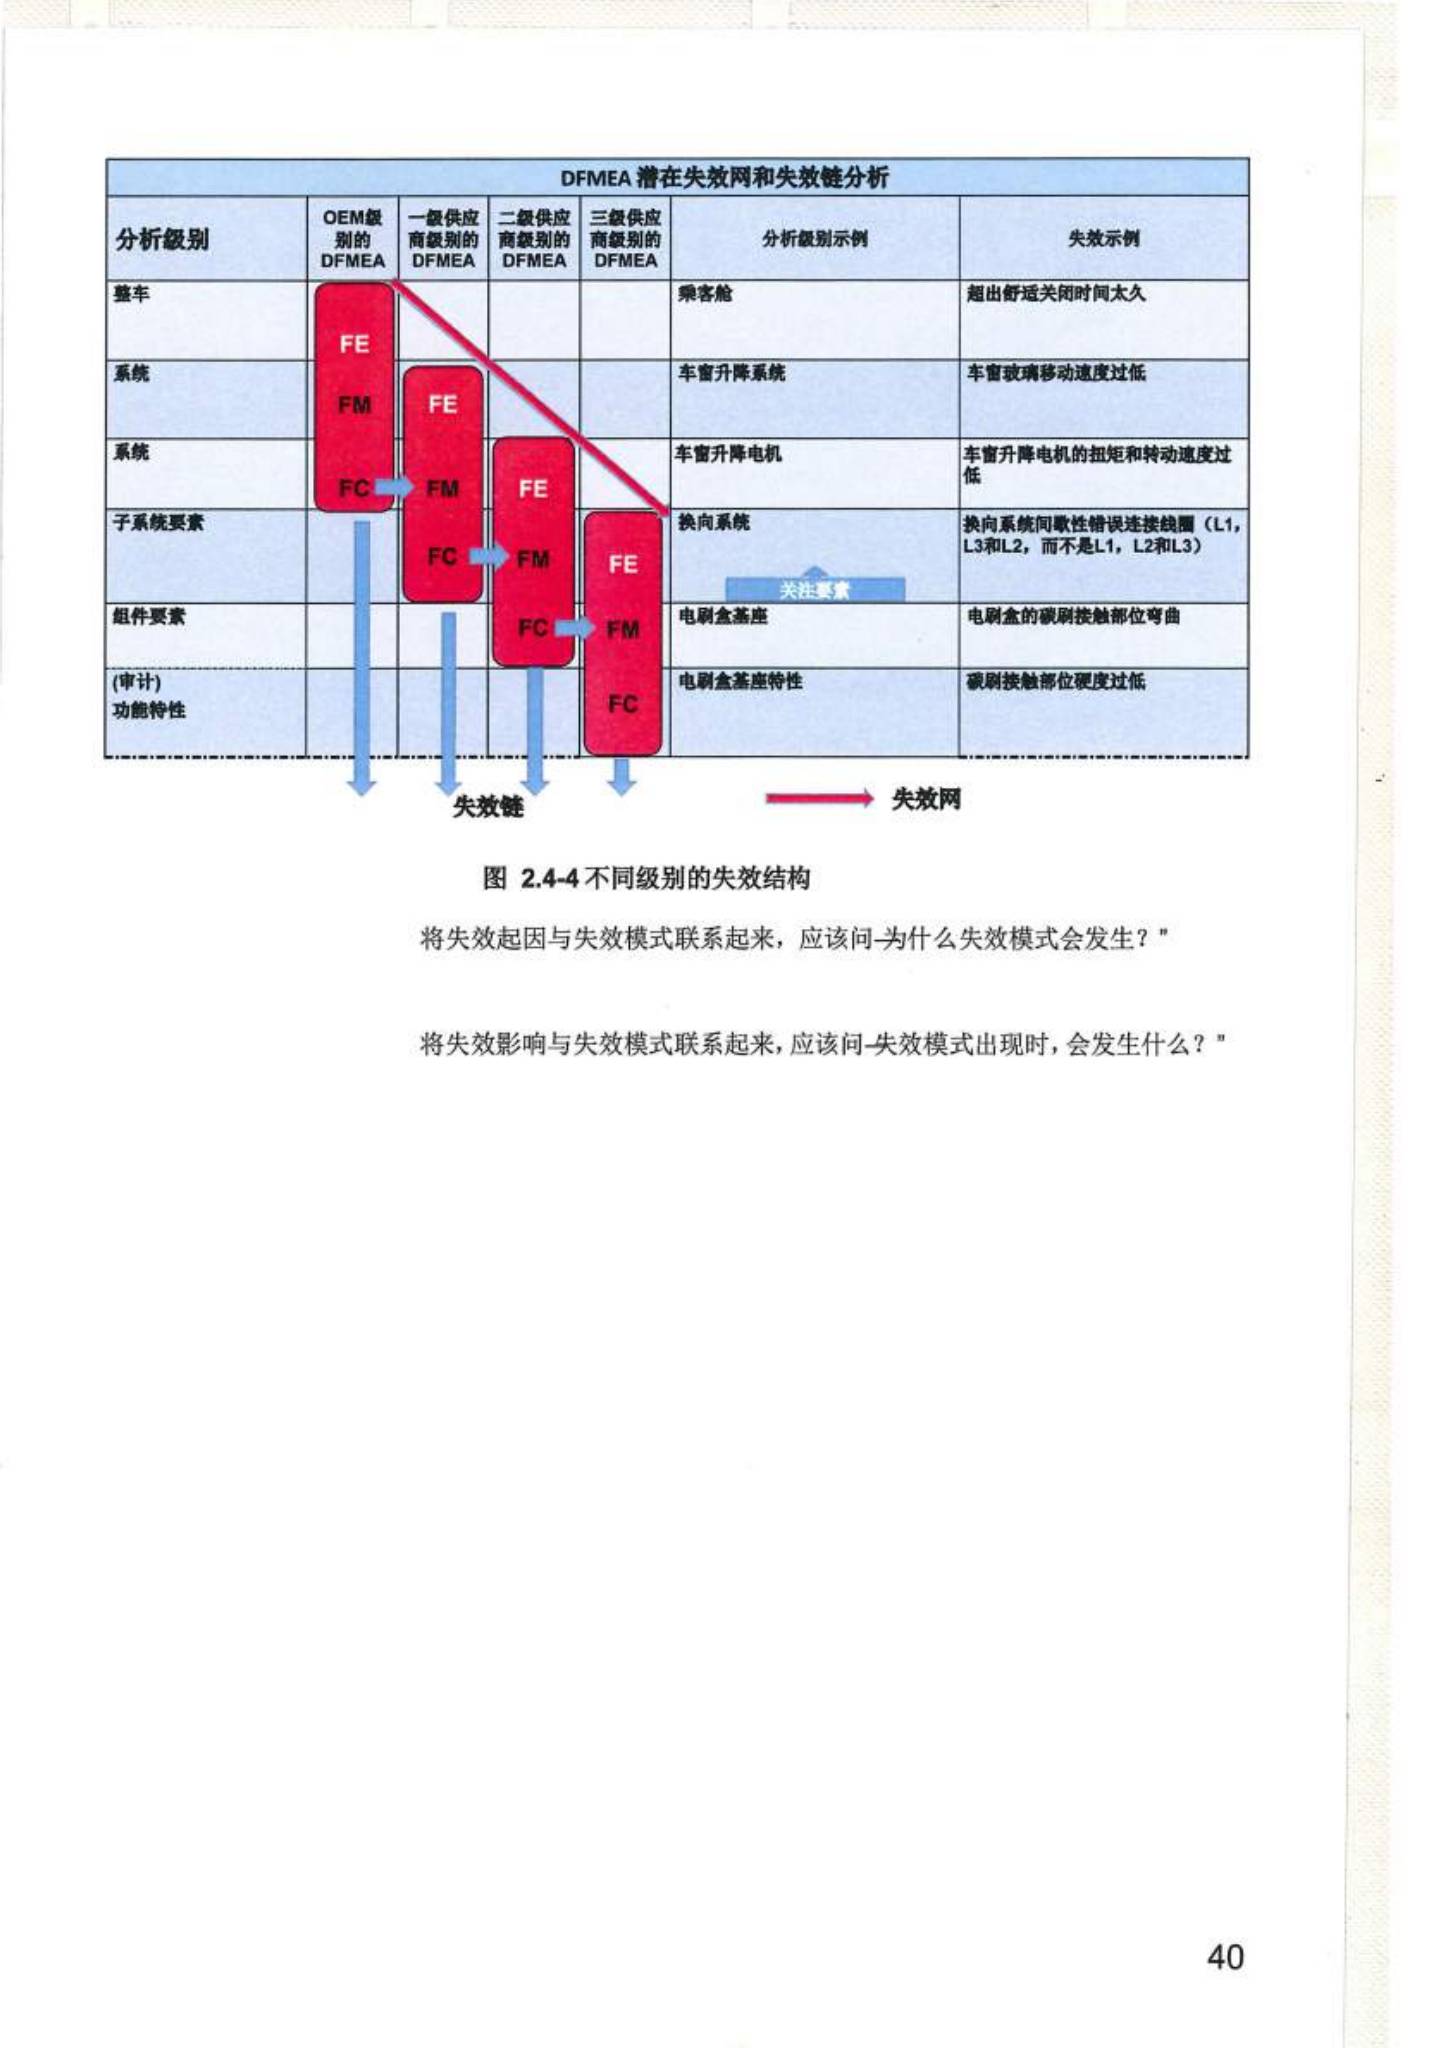 DFMEA 潜在失效网和失效链分析
分析级别
OEM级
别的
DFMEA
一级供应
商级别的
DFMEA
二级供应
商级别的
DFMEA
三级供应
商级别的
DFMEA
分析级别示例
失效示例
整车
FE
乘客舱
超出舒适关闭时间太久
系统
FM
FE
车窗升降系统
车窗玻璃移动速度过低
系统
FC
FM
FE
车窗升降电机
车窗升降电机的扭矩和转动速度过
低
子系统要素
FC
FM
FE
换向系统
关注要素
换向系统间歇性错误连接线圈（L1，
L3和L2，而不是L1，L2和L3）
组件要素
FC
FM
电刷盒基座
电刷盒的碳刷接触部位弯曲
(审计)
功能特性
FC
电刷盒基座特性
碳刷接触部位硬度过低
失效链
失效网
图 2.4-4 不同级别的失效结构
将失效起因与失效模式联系起来，应该问―为什么失效模式会发生？"
将失效影响与失效模式联系起来，应该问―失效模式出现时，会发生什么？"
40